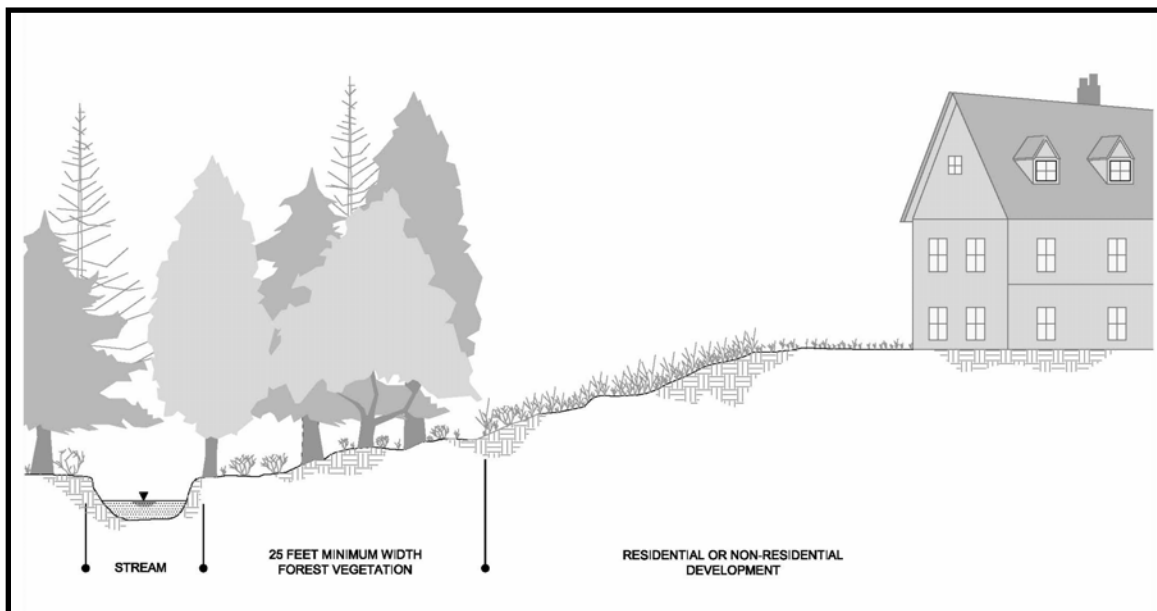 STREAM
25 FEET MINIMUM WIDTH
FOREST VEGETATION
RESIDENTIAL OR NON-RESIDENTIAL
DEVELOPMENT